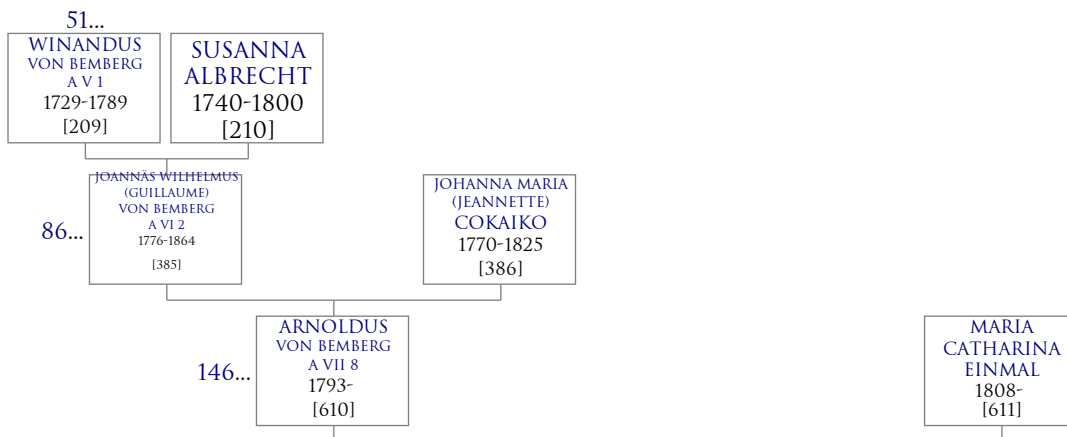 51...
WINANDUS
VON BEMBERG
A V 1
1729-1789
[209]
SUSANNA
ALBRECHT
1740-1800
[210]
86...
JOANNÄS WILHELMUS
(GUILLAUME)
VON BEMBERG
A VI 2
1776-1864
[385]
JOHANNA MARIA
(JEANNETTE)
COKAIKO
1770-1825
[386]
146...
ARNOLDUS
VON BEMBERG
A VII 8
1793-
[610]
MARIA
CATHARINA
EINMAL
1808-
[611]